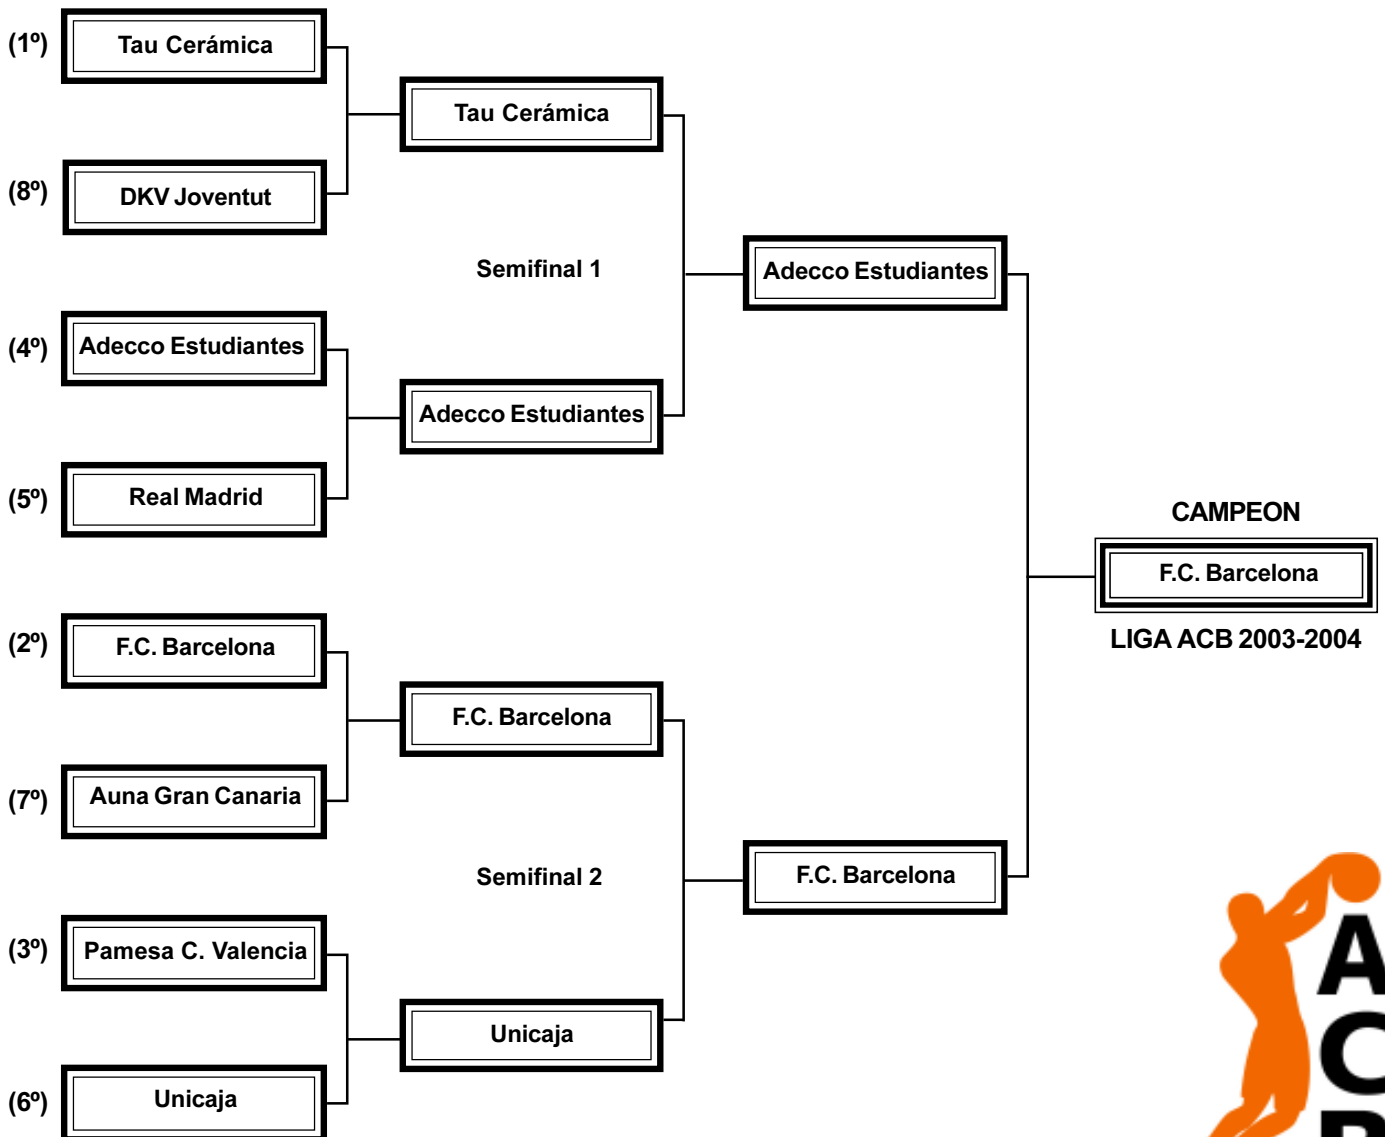 (1º) Tau Cerámica
Tau Cerámica
(8º) DKV Joventut
Semifinal 1
Adecco Estudiantes
(4º) Adecco Estudiantes
Adecco Estudiantes
(5º) Real Madrid
CAMPEON
F.C. Barcelona
LIGA ACB 2003-2004
(2º) F.C. Barcelona
F.C. Barcelona
(7º) Auna Gran Canaria
Semifinal 2
F.C. Barcelona
(3º) Pamesa C. Valencia
Unicaja
(6º) Unicaja
A
C
B